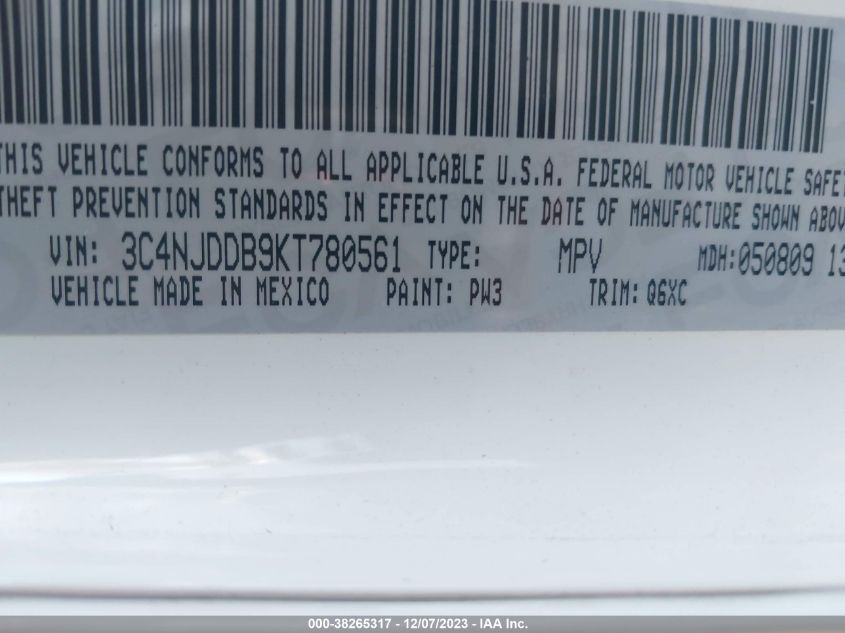 THIS VEHICLE CONFORMS TO ALL APPLICABLE U.S.A. FEDERAL MOTOR VEHICLE SAFET
THEFT PREVENTION STANDARDS IN EFFECT ON THE DATE OF MANUFACTURE SHOWN ABOV
VIN: 3C4NJDDB9KT780561 TYPE: MPV MDH:050809 13
VEHICLE MADE IN MEXICO PAINT: PW3 TRIM: Q6XC
000-38265317 - 12/07/2023 - IAA Inc.